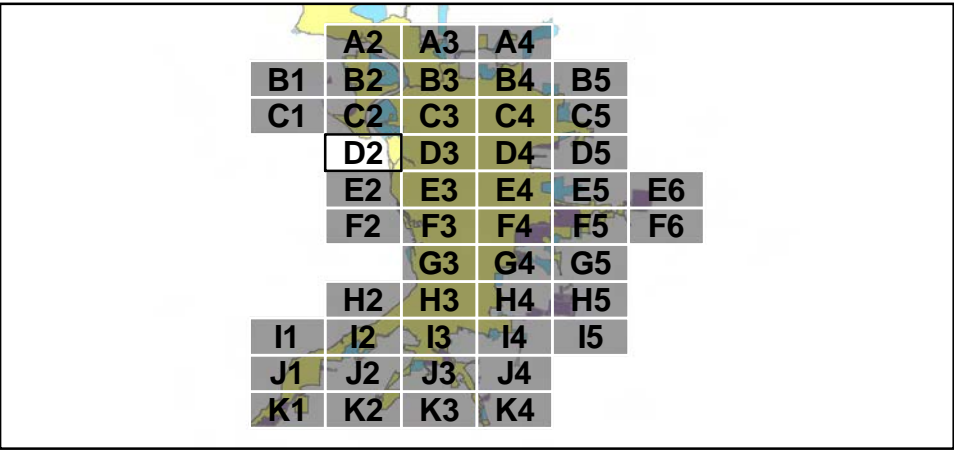 A2 A3 A4
B1 B2 B3 B4 B5
C1 C2 C3 C4 C5
D2 D3 D4 D5
E2 E3 E4 E5 E6
F2 F3 F4 F5 F6
G3 G4 G5
H2 H3 H4 H5
I1 I2 I3 I4 I5
J1 J2 J3 J4
K1 K2 K3 K4